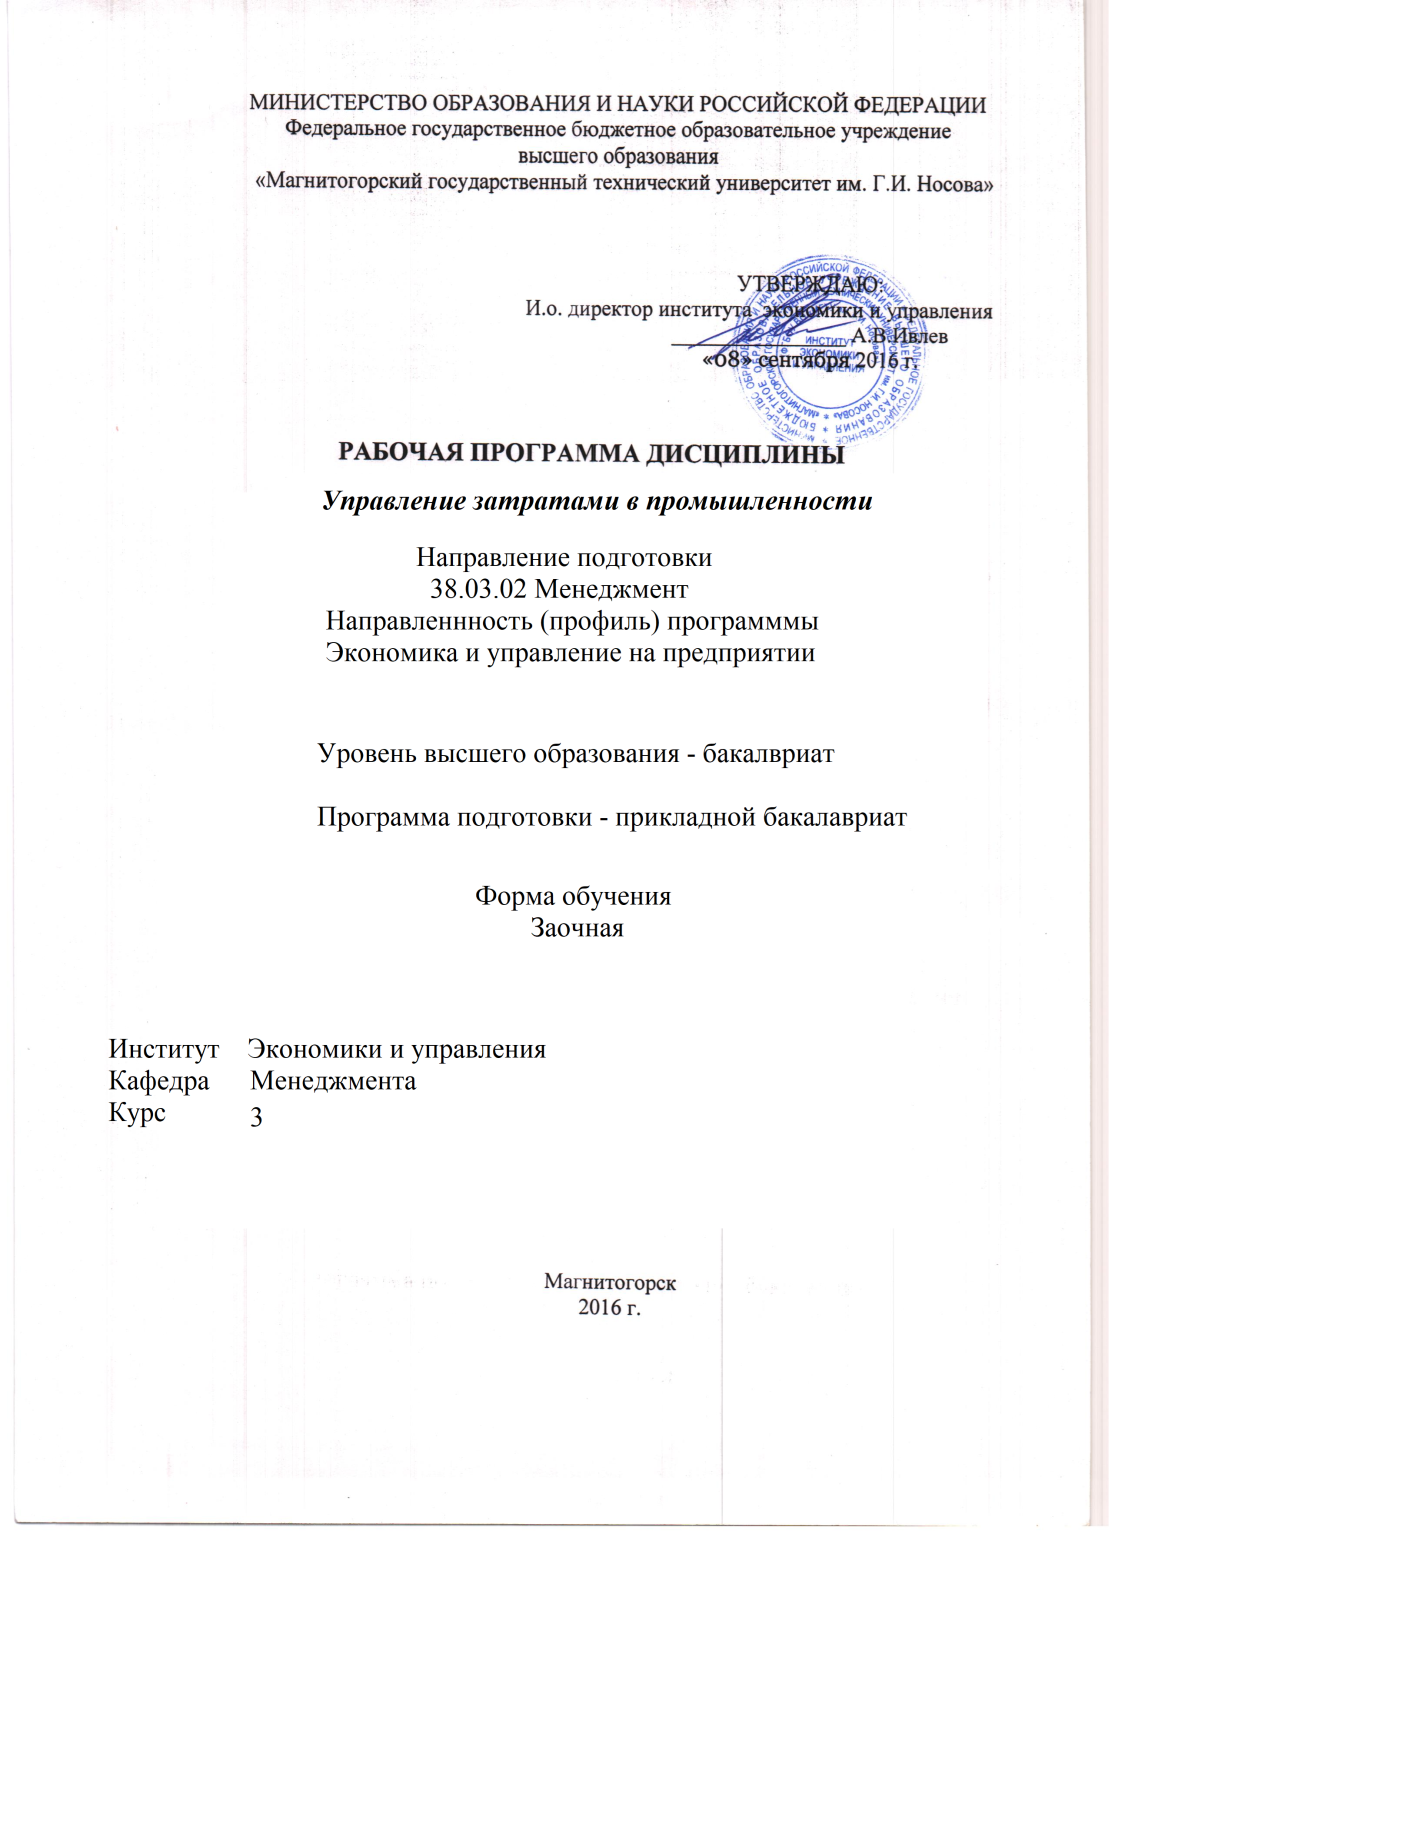 МИНИСТЕРСТВО ОБРАЗОВАНИЯ И НАУКИ РОССИЙСКОЙ ФЕДЕРАЦИИ
Федеральное государственное бюджетное образовательное учреждение
высшего образования
«Магнитогорский государственный технический университет им. Г.И. Носова»
УТВЕРЖДАЮ:
И.о. директор института экономики и управления
А.В.Ивлев
«08» сентября 2016 г.
ИНСТИТУТ
ЭКОНОМИКИ
И УПРАВЛЕНИЯ
РАБОЧАЯ ПРОГРАММА ДИСЦИПЛИНЫ
Управление затратами в промышленности
Направление подготовки
38.03.02 Менеджмент
Направленнность (профиль) программмы
Экономика и управление на предприятии
Уровень высшего образования - бакалвриат
Программа подготовки - прикладной бакалавриат
Форма обучения
Заочная
Институт Экономики и управления
Кафедра Менеджмента
Курс 3
Магнитогорск
2016 г.